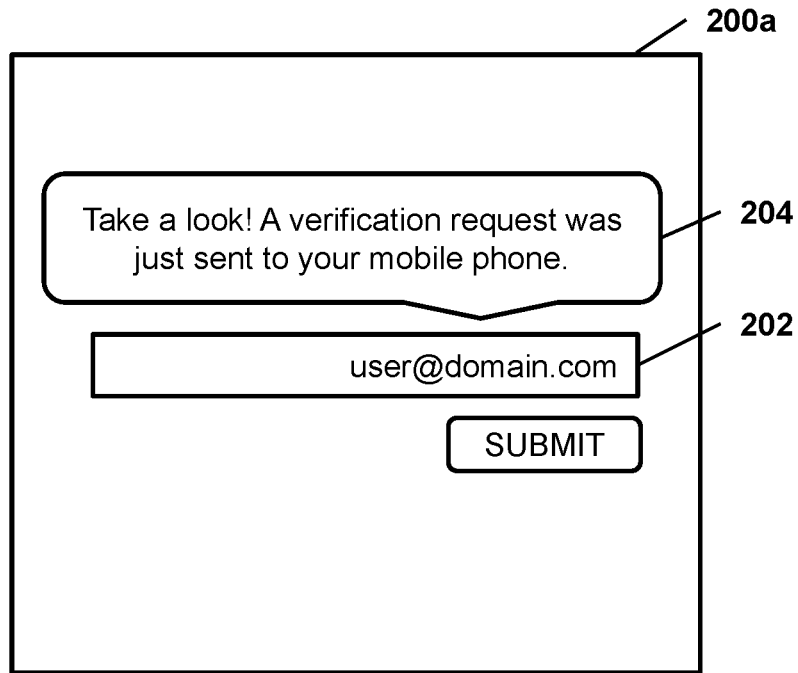 200a
Take a look! A verification request was
just sent to your mobile phone.
204
202
user@domain.com
SUBMIT